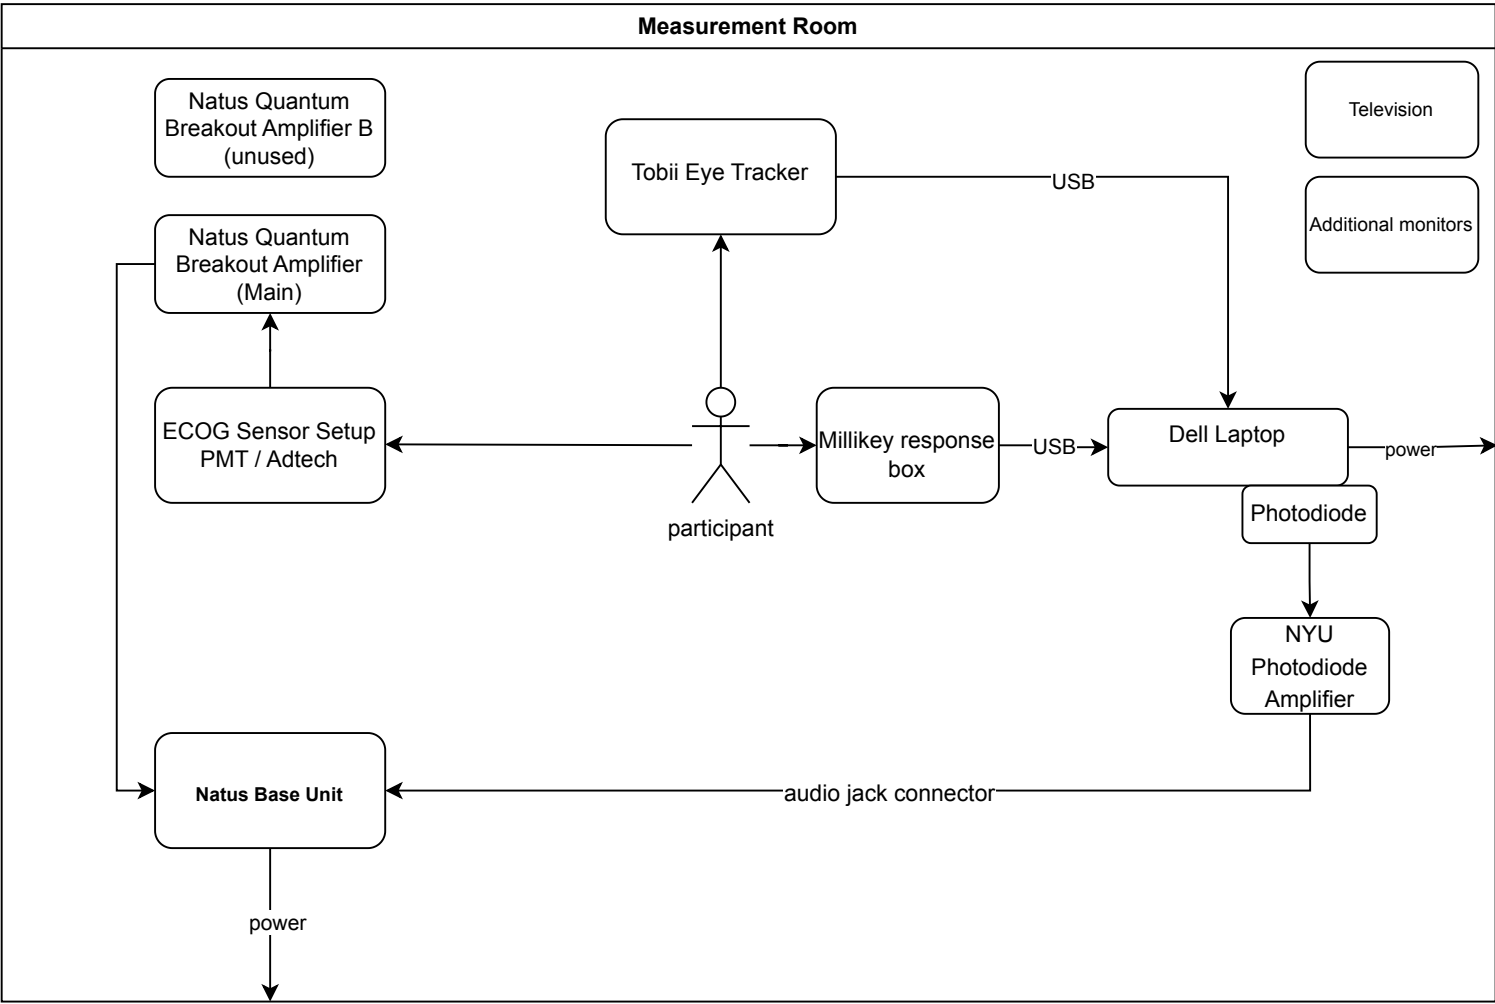 Measurement Room
Natus Quantum
Breakout Amplifier B
(unused)
Television
Tobii Eye Tracker
USB
Additional monitors
Natus Quantum
Breakout Amplifier
(Main)
ECOG Sensor Setup
PMT / Adtech
participant
Millikey response
box
USB
Dell Laptop
power
Photodiode
NYU
Photodiode
Amplifier
Natus Base Unit
audio jack connector
power